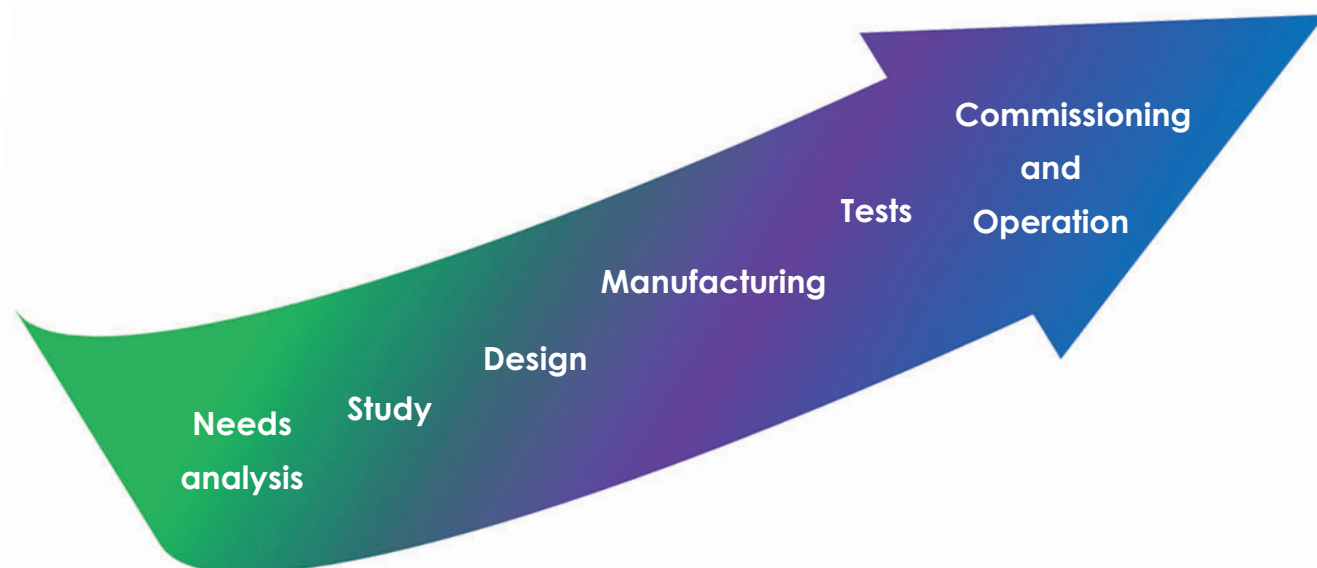 Needs
analysis
Study
Design
Manufacturing
Tests
Commissioning
and
Operation